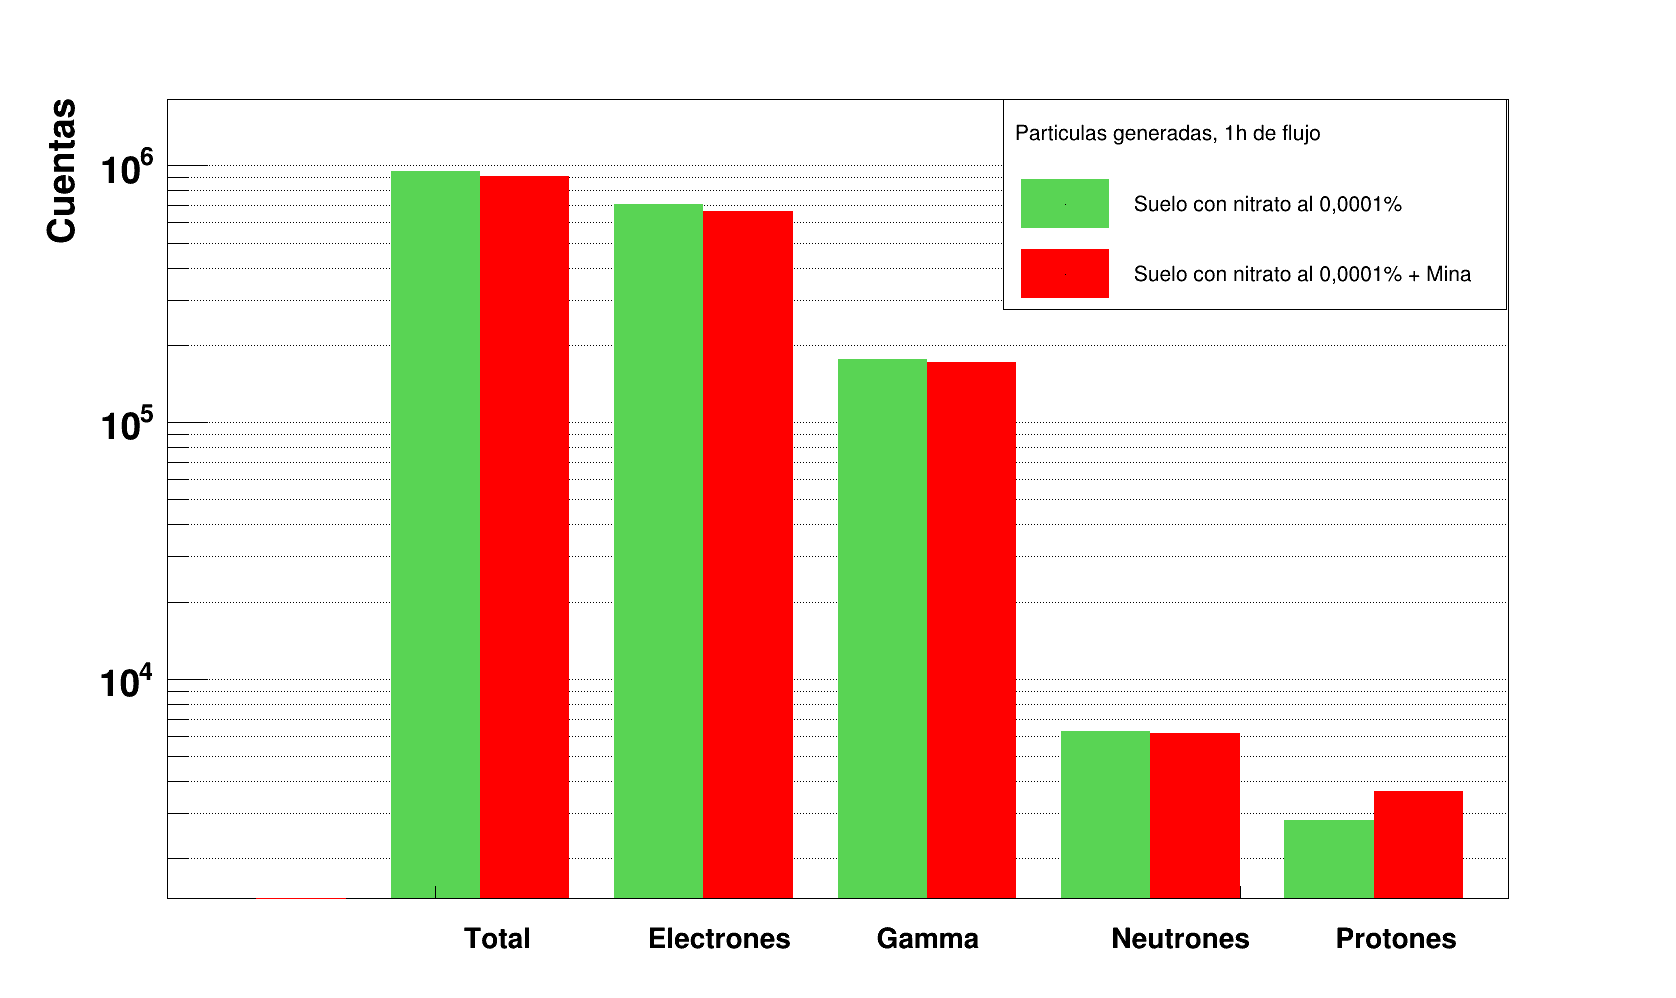 Cuentas
10^6
10^5
10^4
Particulas generadas, 1h de flujo
Suelo con nitrato al 0,0001%
Suelo con nitrato al 0,0001% + Mina
Total Electrones Gamma Neutrones Protones